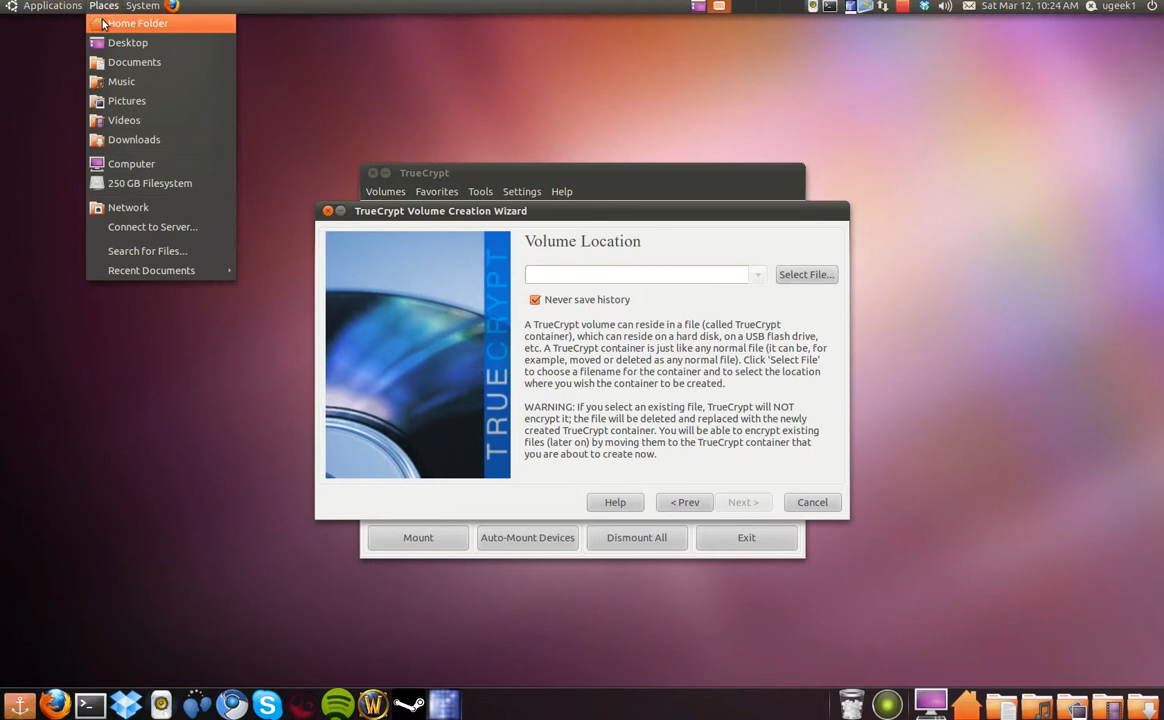 Applications Places System Sat Mar 12, 10:24 AM ugeek1
Home Folder
Desktop
Documents
Music
Pictures
Videos
Downloads
Computer
250 GB Filesystem
Network
Connect to Server...
Search for Files...
Recent Documents
TrueCrypt
Volumes Favorites Tools Settings Help
TrueCrypt Volume Creation Wizard
TRUECRYPT
Volume Location
Select File...
Never save history
A TrueCrypt volume can reside in a file (called TrueCrypt
container), which can reside on a hard disk, on a USB flash drive,
etc. A TrueCrypt container is just like any normal file (it can be, for
example, moved or deleted as any normal file). Click 'Select File'
to choose a filename for the container and to select the location
where you wish the container to be created.
WARNING: If you select an existing file, TrueCrypt will NOT
encrypt it; the file will be deleted and replaced with the newly
created TrueCrypt container. You will be able to encrypt existing
files (later on) by moving them to the TrueCrypt container that
you are about to create now.
Help < Prev Next > Cancel
Mount Auto-Mount Devices Dismount All Exit